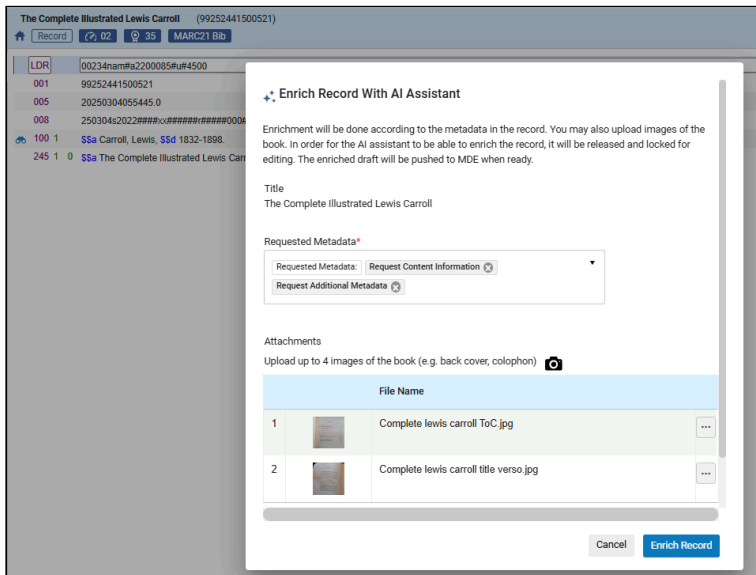 The Complete Illustrated Lewis Carroll (99252441500521)
Record 02 35 MARC21 Bib
LDR 00234nam#a2200085#u#4500
001 99252441500521
005 20250304055445.0
008 250304s2022####xx######r#####000#
100 1 $$a Carroll, Lewis, $$d 1832-1898.
245 1 0 $$a The Complete Illustrated Lewis Carr
Enrich Record With AI Assistant
Enrichment will be done according to the metadata in the record. You may also upload images of the
book. In order for the AI assistant to be able to enrich the record, it will be released and locked for
editing. The enriched draft will be pushed to MDE when ready.
Title
The Complete Illustrated Lewis Carroll
Requested Metadata*
Requested Metadata: Request Content Information
Request Additional Metadata
Attachments
Upload up to 4 images of the book (e.g. back cover, colophon)
File Name
1 Complete lewis carroll ToC.jpg
2 Complete lewis carroll title verso.jpg
Cancel Enrich Record